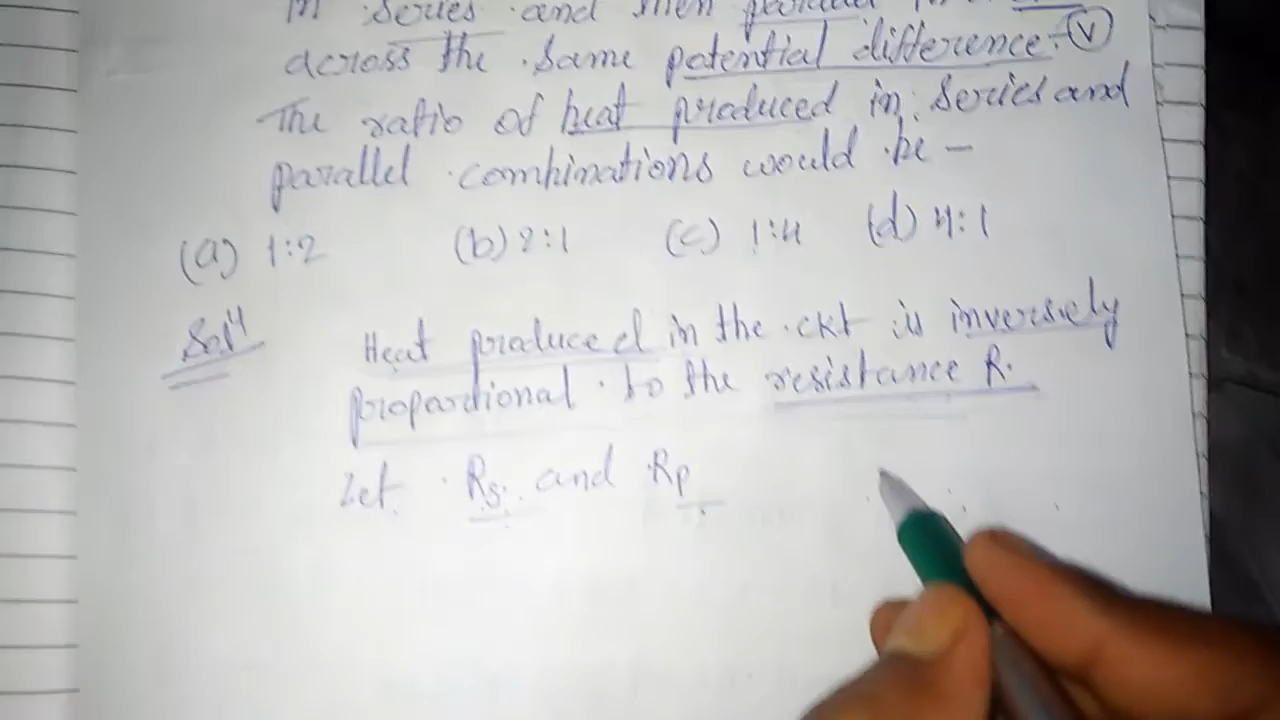 in series and then parallel
across the same potential difference. (V)
The ratio of heat produced in series and
parallel combinations would be —
(a) 1:2 (b) 2:1 (c) 1:4 (d) 4:1
Solⁿ
Heat produced in the ckt is inversely
proportional to the resistance R.
Let Rs and Rp